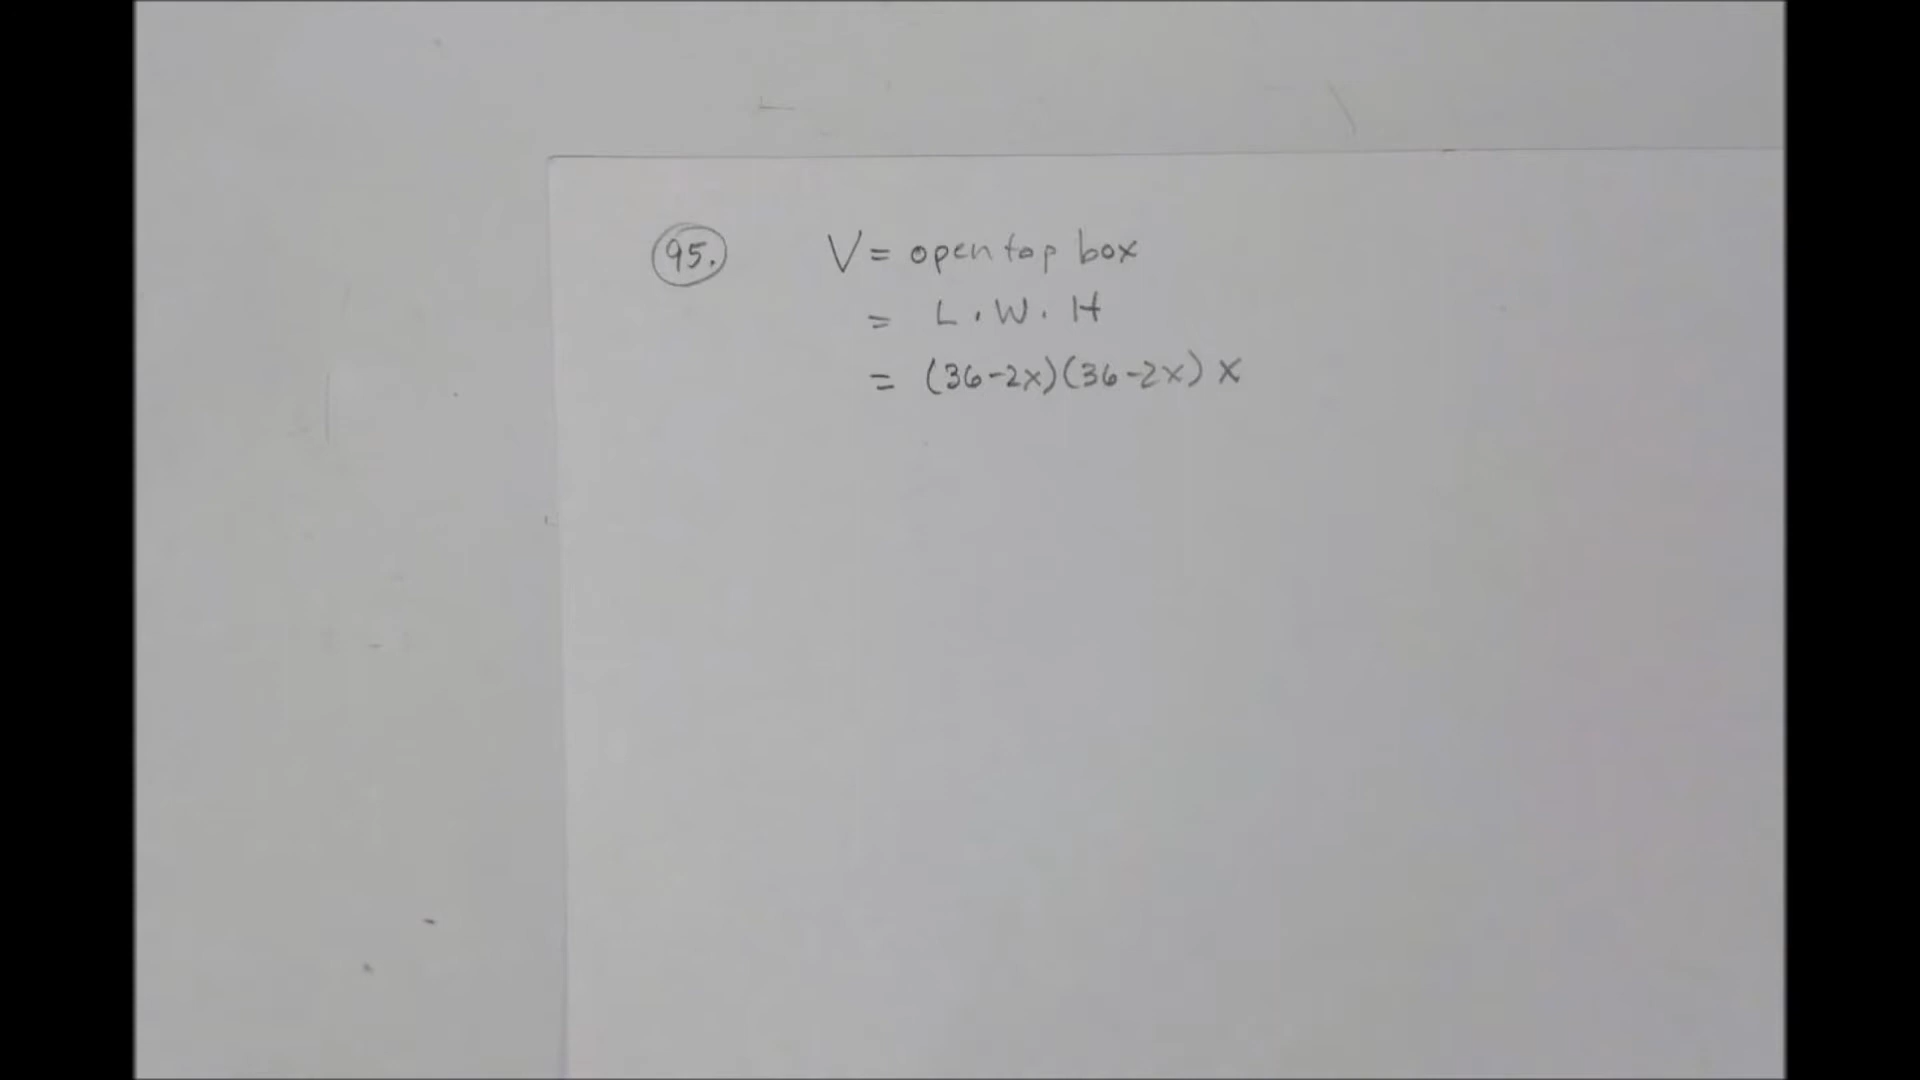 95. V = open top box
= L . W . H
= (36-2x)(36-2x) x